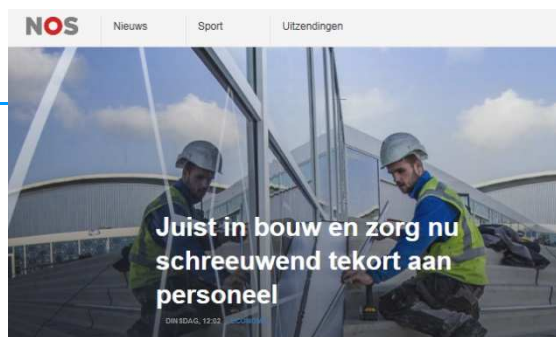 NOS
Nieuws
Sport
Uitzendingen
Juist in bouw en zorg nu
schreeuwend tekort aan
personeel
DINSDAG, 12:02